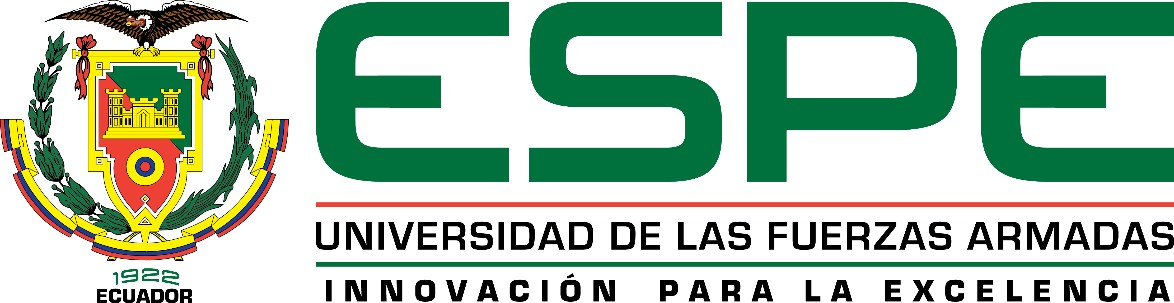 ESPE
UNIVERSIDAD DE LAS FUERZAS ARMADAS
INNOVACIÓN PARA LA EXCELENCIA
1922
ECUADOR